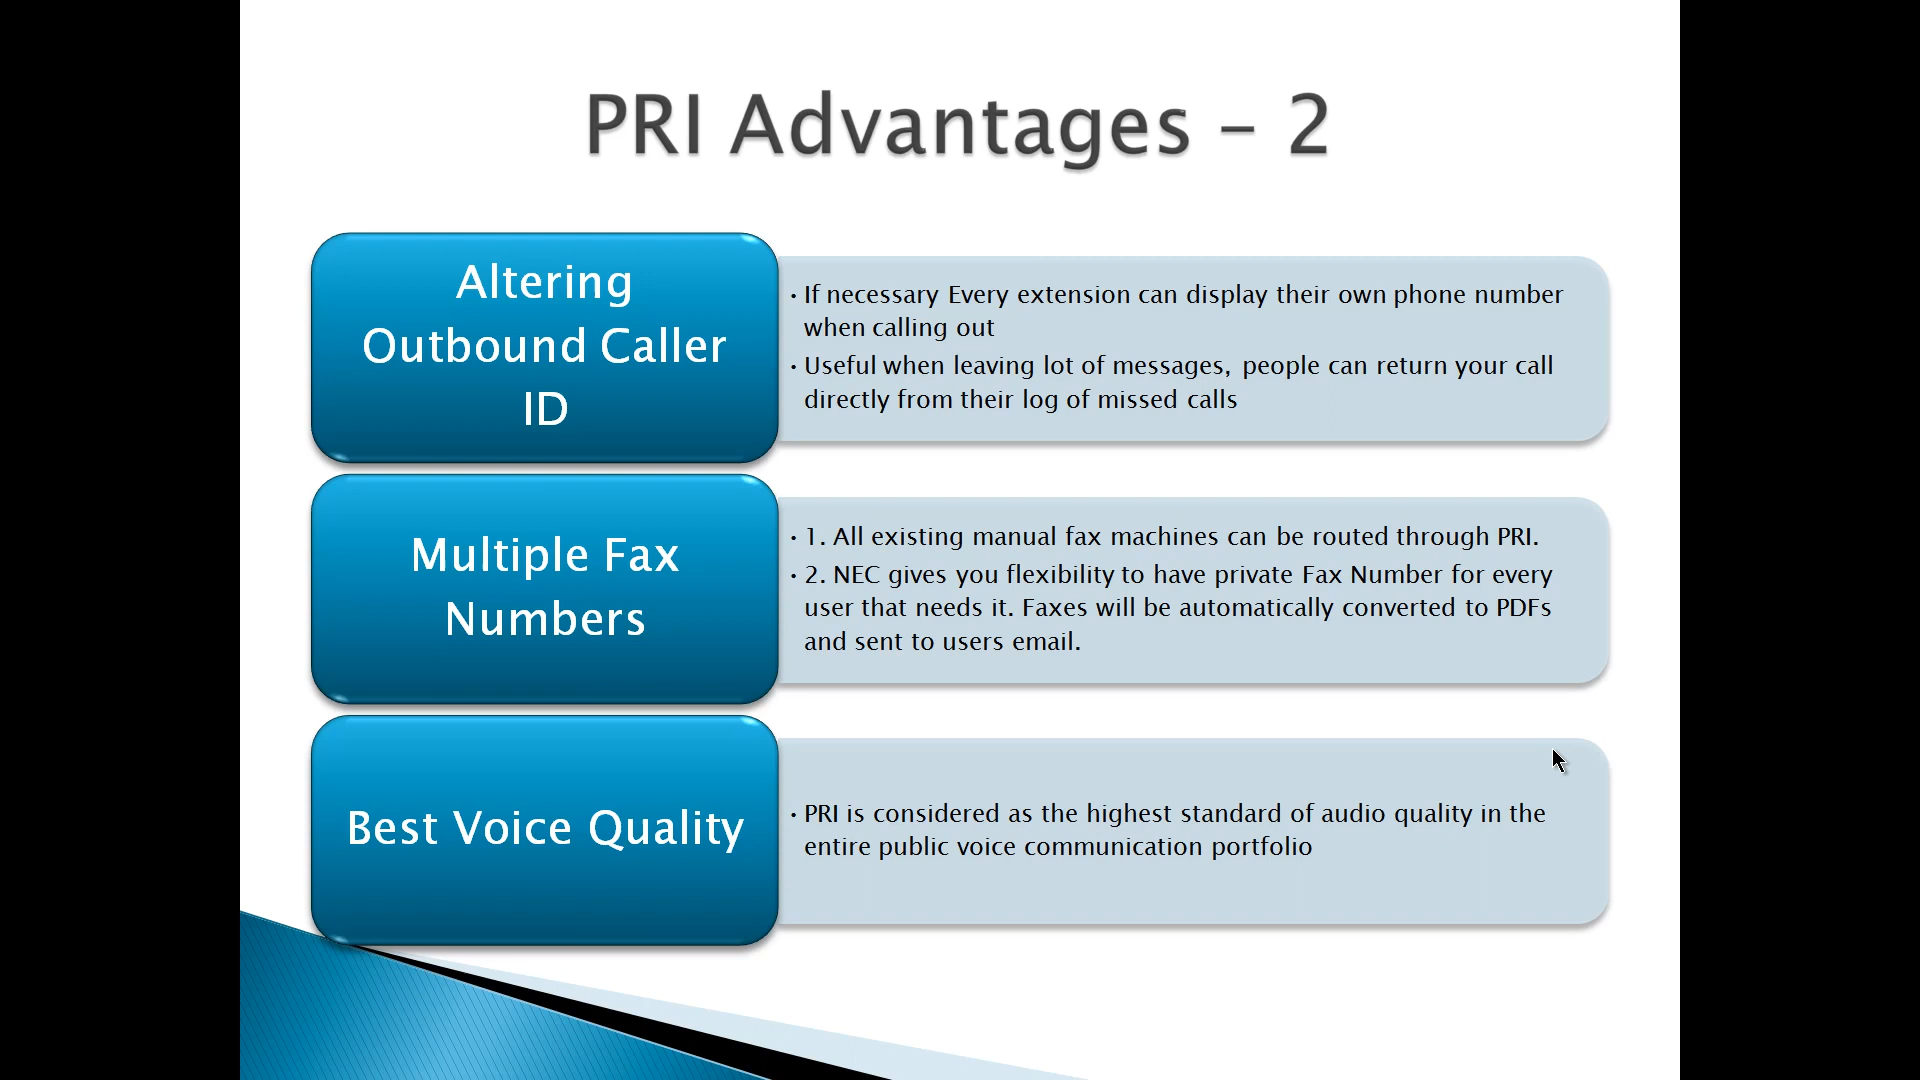 PRI Advantages – 2
Altering
Outbound Caller
ID
• If necessary Every extension can display their own phone number
when calling out
• Useful when leaving lot of messages, people can return your call
directly from their log of missed calls
Multiple Fax
Numbers
• 1. All existing manual fax machines can be routed through PRI.
• 2. NEC gives you flexibility to have private Fax Number for every
user that needs it. Faxes will be automatically converted to PDFs
and sent to users email.
Best Voice Quality
• PRI is considered as the highest standard of audio quality in the
entire public voice communication portfolio